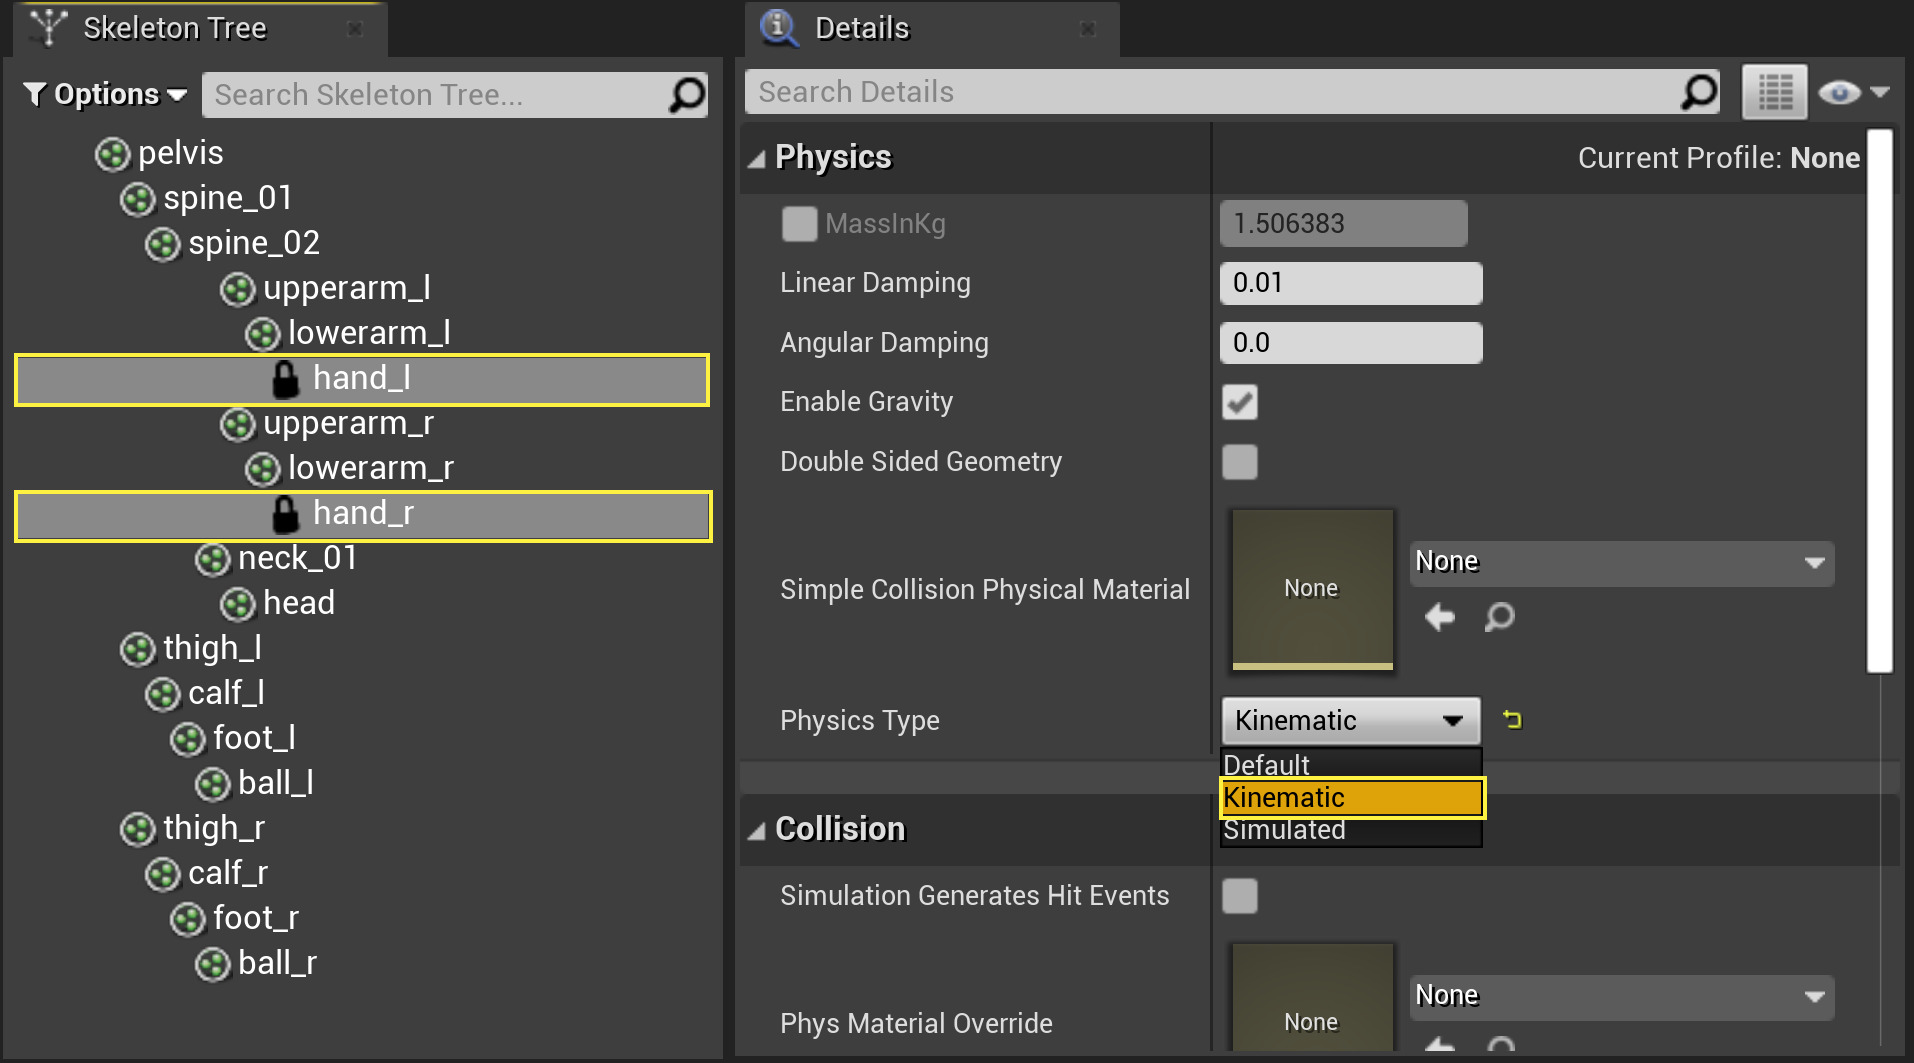 Skeleton Tree
Options
Search Skeleton Tree...
pelvis
spine_01
spine_02
upperarm_l
lowerarm_l
hand_l
upperarm_r
lowerarm_r
hand_r
neck_01
head
thigh_l
calf_l
foot_l
ball_l
thigh_r
calf_r
foot_r
ball_r
Details
Search Details
Physics
Current Profile: None
MassInKg
1.506383
Linear Damping
0.01
Angular Damping
0.0
Enable Gravity
Double Sided Geometry
Simple Collision Physical Material
None
None
Physics Type
Kinematic
Default
Kinematic
Simulated
Collision
Simulation Generates Hit Events
Phys Material Override
None
None